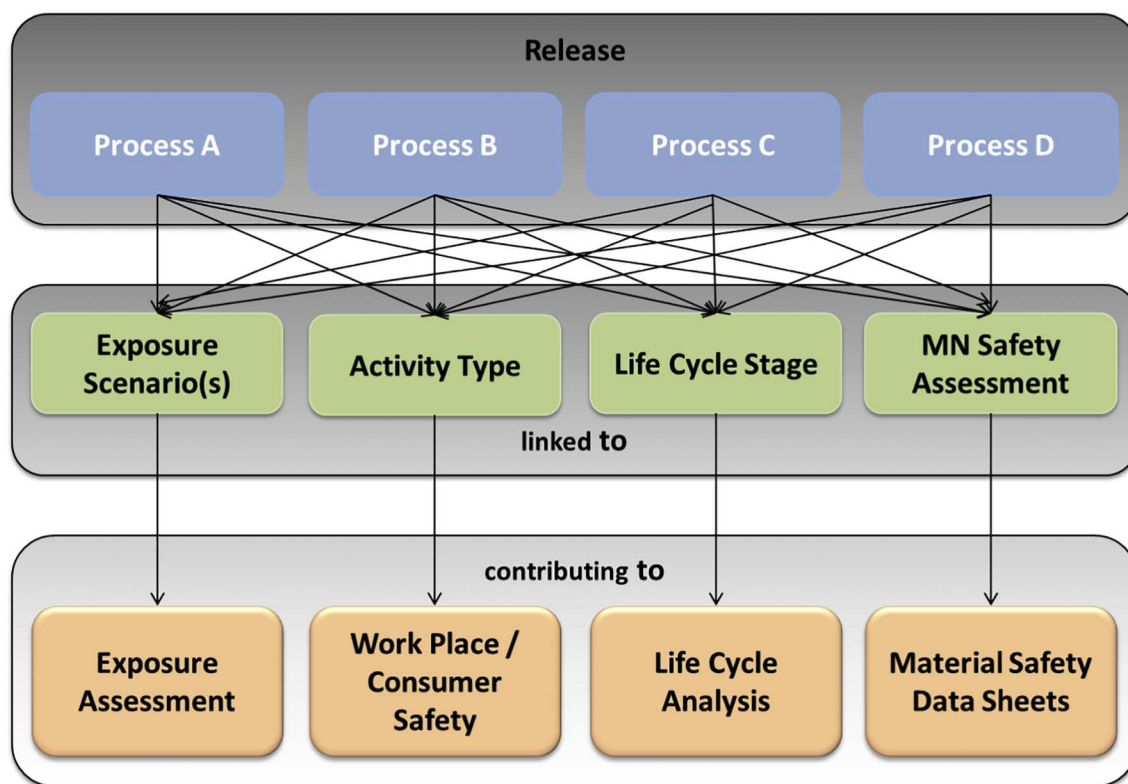 Release
Process A
Process B
Process C
Process D
Exposure
Scenario(s)
Activity Type
Life Cycle Stage
MN Safety
Assessment
linked to
contributing to
Exposure
Assessment
Work Place /
Consumer
Safety
Life Cycle
Analysis
Material Safety
Data Sheets